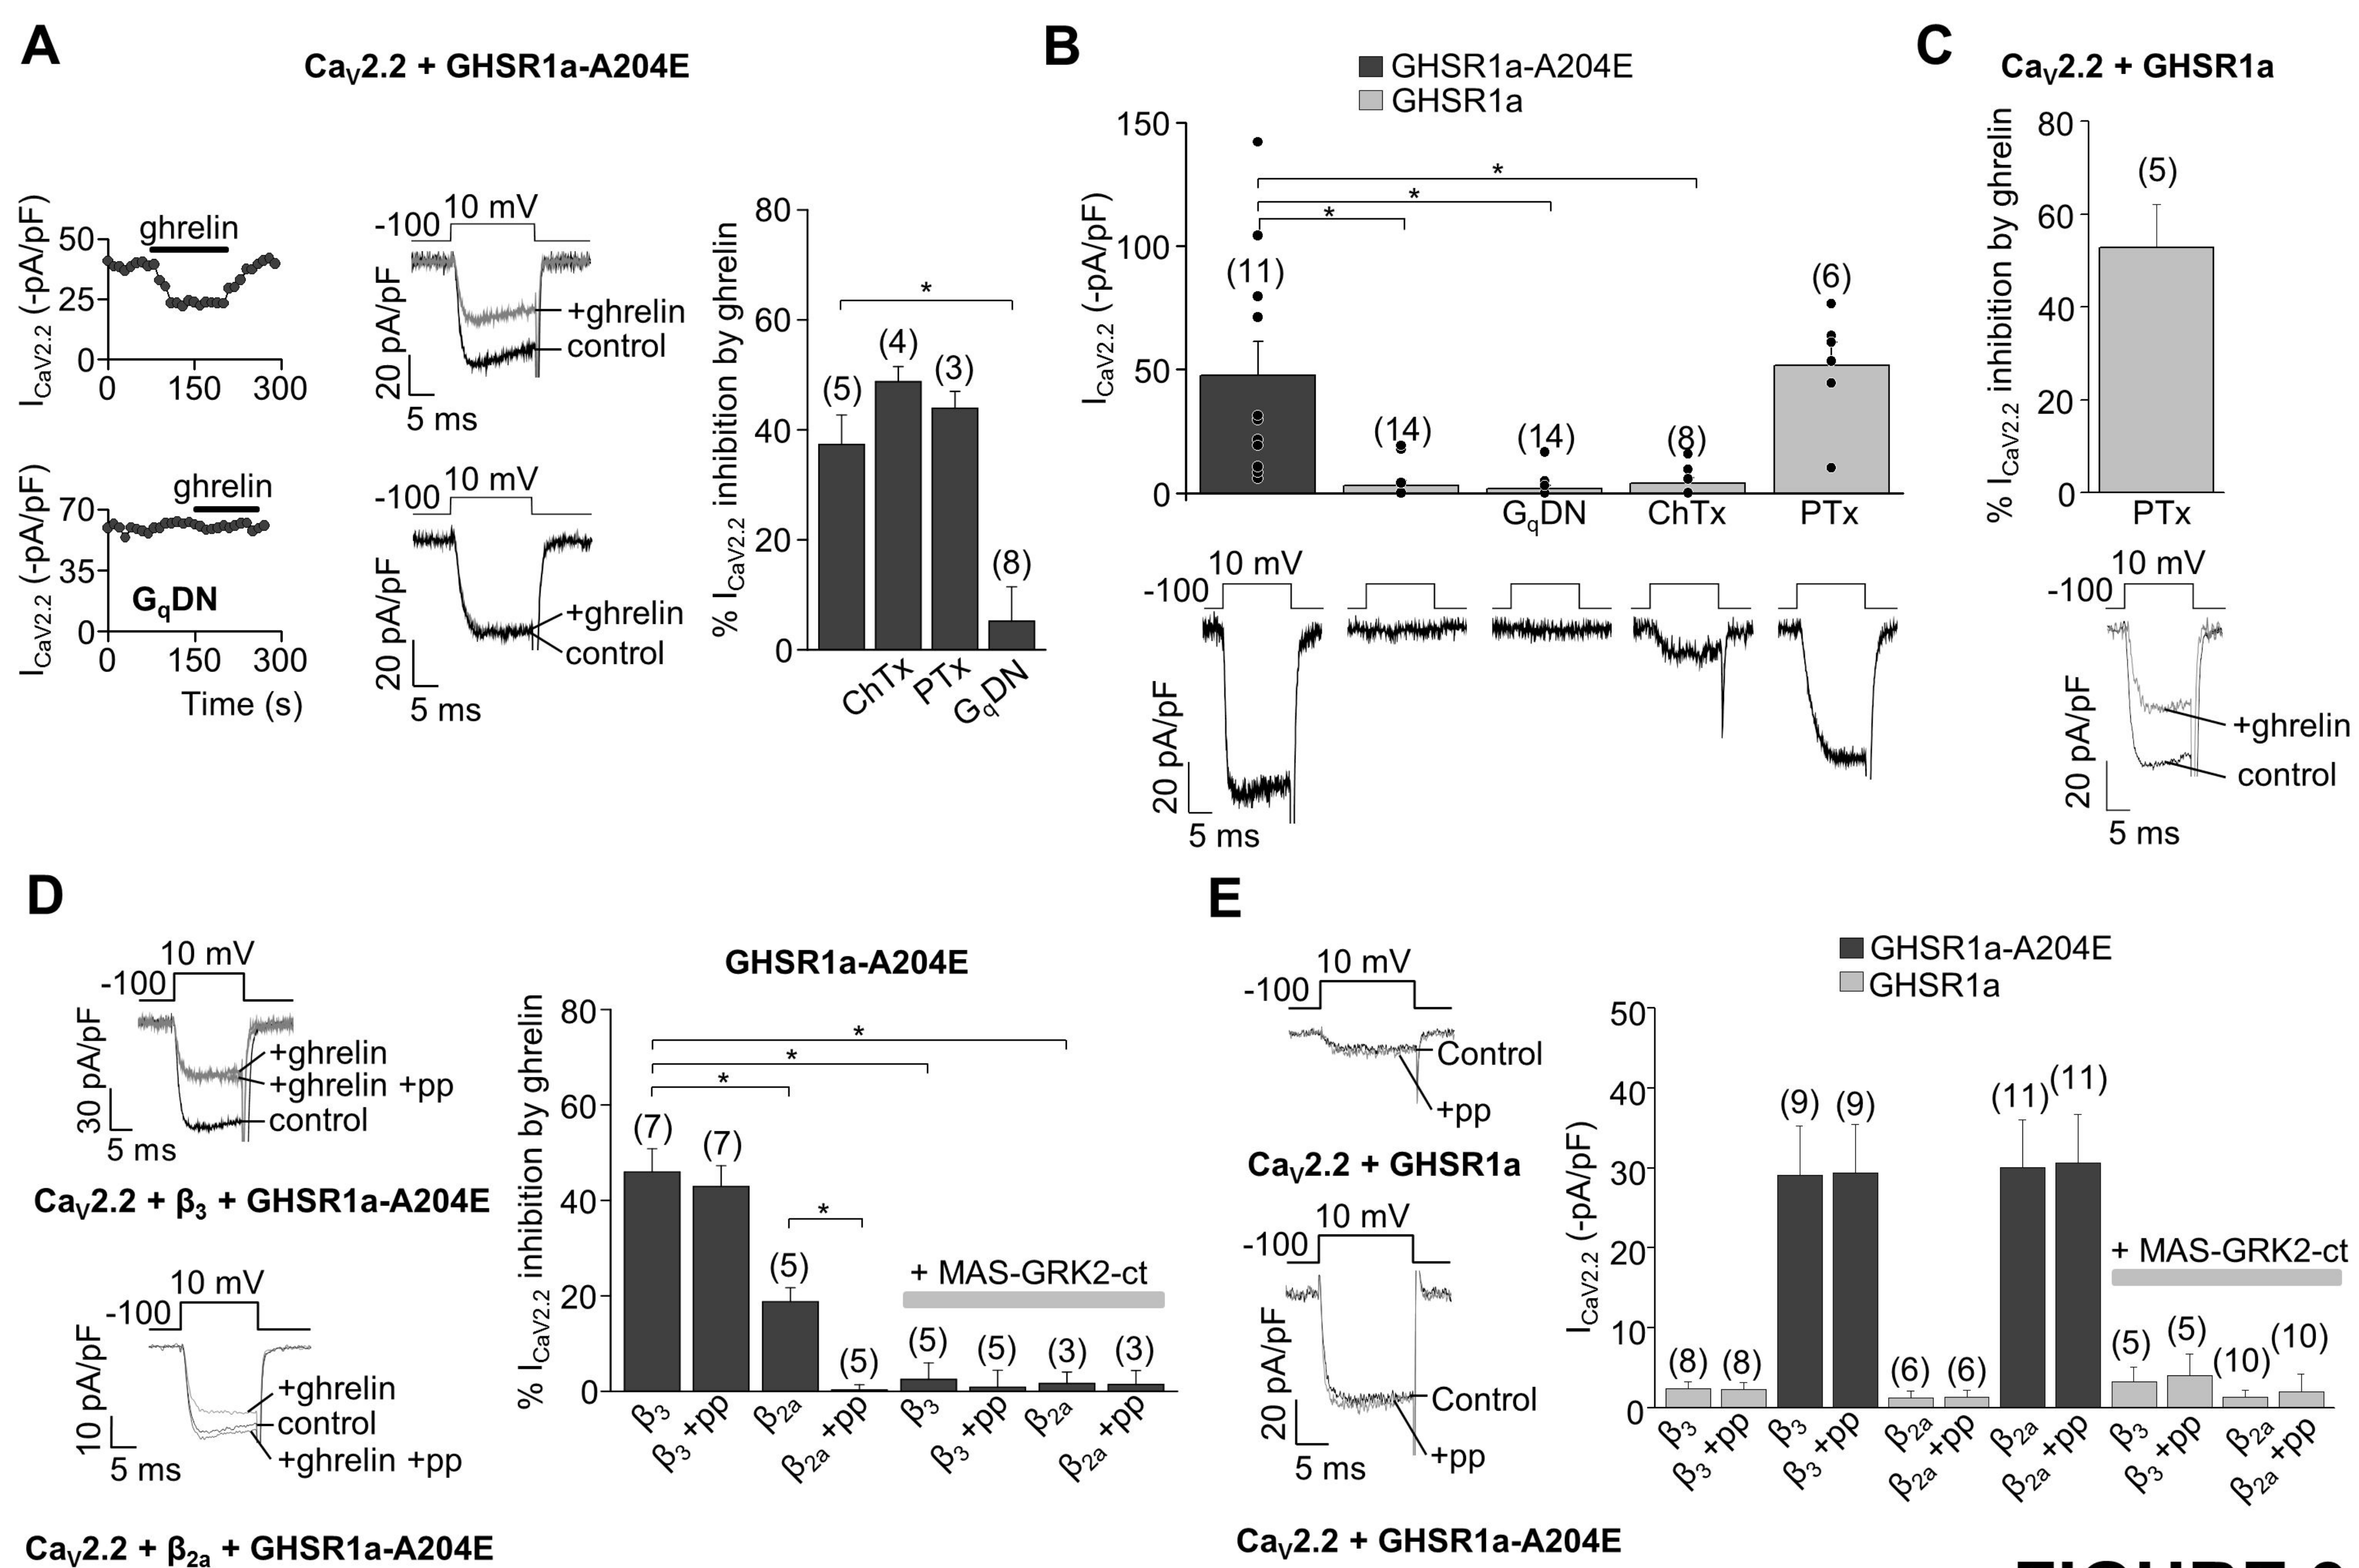 A
CaV2.2 + GHSR1a-A204E
ICaV2.2 (-pA/pF)
50
25
0
ghrelin
0 150 300
-100
10 mV
+ghrelin
control
20 pA/pF
5 ms
ICaV2.2 (-pA/pF)
70
35
0
ghrelin
GqDN
0 150 300
Time (s)
-100
10 mV
+ghrelin
control
20 pA/pF
5 ms
% ICaV2.2 inhibition by ghrelin
80
60
40
20
0
*
(5)
(4)
(3)
(8)
ChTx
PTx
GqDN
B
GHSR1a-A204E
GHSR1a
ICaV2.2 (-pA/pF)
150
100
50
0
*
*
*
(11)
(14)
(14)
(8)
(6)
GqDN ChTx PTx
-100
10 mV
20 pA/pF
5 ms
C
CaV2.2 + GHSR1a
% ICaV2.2 inhibition by ghrelin
80
60
40
20
0
(5)
PTx
-100
10 mV
+ghrelin
control
20 pA/pF
5 ms
D
-100
10 mV
+ghrelin
+ghrelin +pp
control
30 pA/pF
5 ms
CaV2.2 + β3 + GHSR1a-A204E
-100
10 mV
+ghrelin
control
+ghrelin +pp
10 pA/pF
5 ms
CaV2.2 + β2a + GHSR1a-A204E
GHSR1a-A204E
% ICaV2.2 inhibition by ghrelin
80
60
40
20
0
*
*
*
*
(7)
(7)
(5)
(5)
(5)
(5)
(3)
(3)
+ MAS-GRK2-ct
β3
β3 +pp
β2a
β2a +pp
β3
β3 +pp
β2a
β2a +pp
E
-100
10 mV
Control
+pp
CaV2.2 + GHSR1a
-100
10 mV
Control
+pp
20 pA/pF
5 ms
CaV2.2 + GHSR1a-A204E
GHSR1a-A204E
GHSR1a
ICaV2.2 (-pA/pF)
50
40
30
20
10
0
(8)
(8)
(9)
(9)
(6)
(6)
(11)
(11)
(5)
(5)
(10)
(10)
+ MAS-GRK2-ct
β3
β3 +pp
β3
β3 +pp
β2a
β2a +pp
β2a
β2a +pp
β3
β3 +pp
β2a
β2a +pp